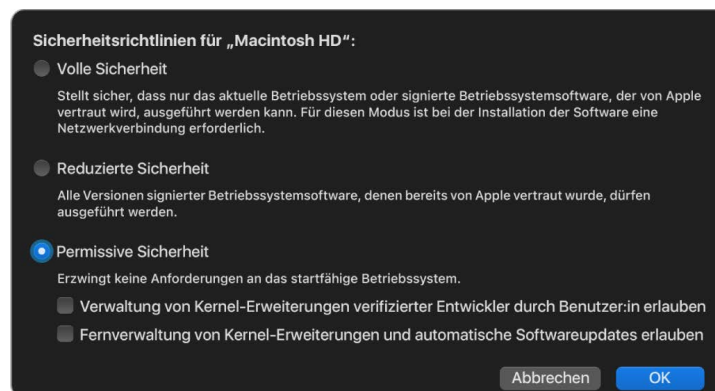 Sicherheitsrichtlinien für „Macintosh HD“:
Volle Sicherheit
Stellt sicher, dass nur das aktuelle Betriebssystem oder signierte Betriebssystemsoftware, der von Apple
vertraut wird, ausgeführt werden kann. Für diesen Modus ist bei der Installation der Software eine
Netzwerkverbindung erforderlich.
Reduzierte Sicherheit
Alle Versionen signierter Betriebssystemsoftware, denen bereits von Apple vertraut wurde, dürfen
ausgeführt werden.
Permissive Sicherheit
Erzwingt keine Anforderungen an das startfähige Betriebssystem.
Verwaltung von Kernel-Erweiterungen verifizierter Entwickler durch Benutzer:in erlauben
Fernverwaltung von Kernel-Erweiterungen und automatische Softwareupdates erlauben
Abbrechen OK